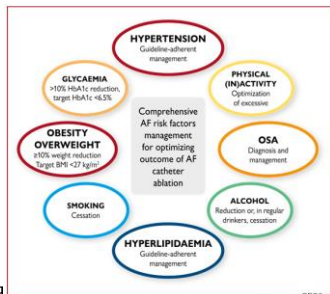 HYPERTENSION
Guideline-adherent
management
GLYCAEMIA
>10% HbA1c reduction,
target HbA1c <6.5%
PHYSICAL
(IN)ACTIVITY
Optimization
of excessive
Comprehensive
AF risk factors
management
for optimizing
outcome of AF
catheter
ablation
OBESITY
OVERWEIGHT
≥10% weight reduction
Target BMI <27 kg/m²
OSA
Diagnosis and
management
SMOKING
Cessation
ALCOHOL
Reduction or, in regular
drinkers, cessation
HYPERLIPIDAEMIA
Guideline-adherent
management